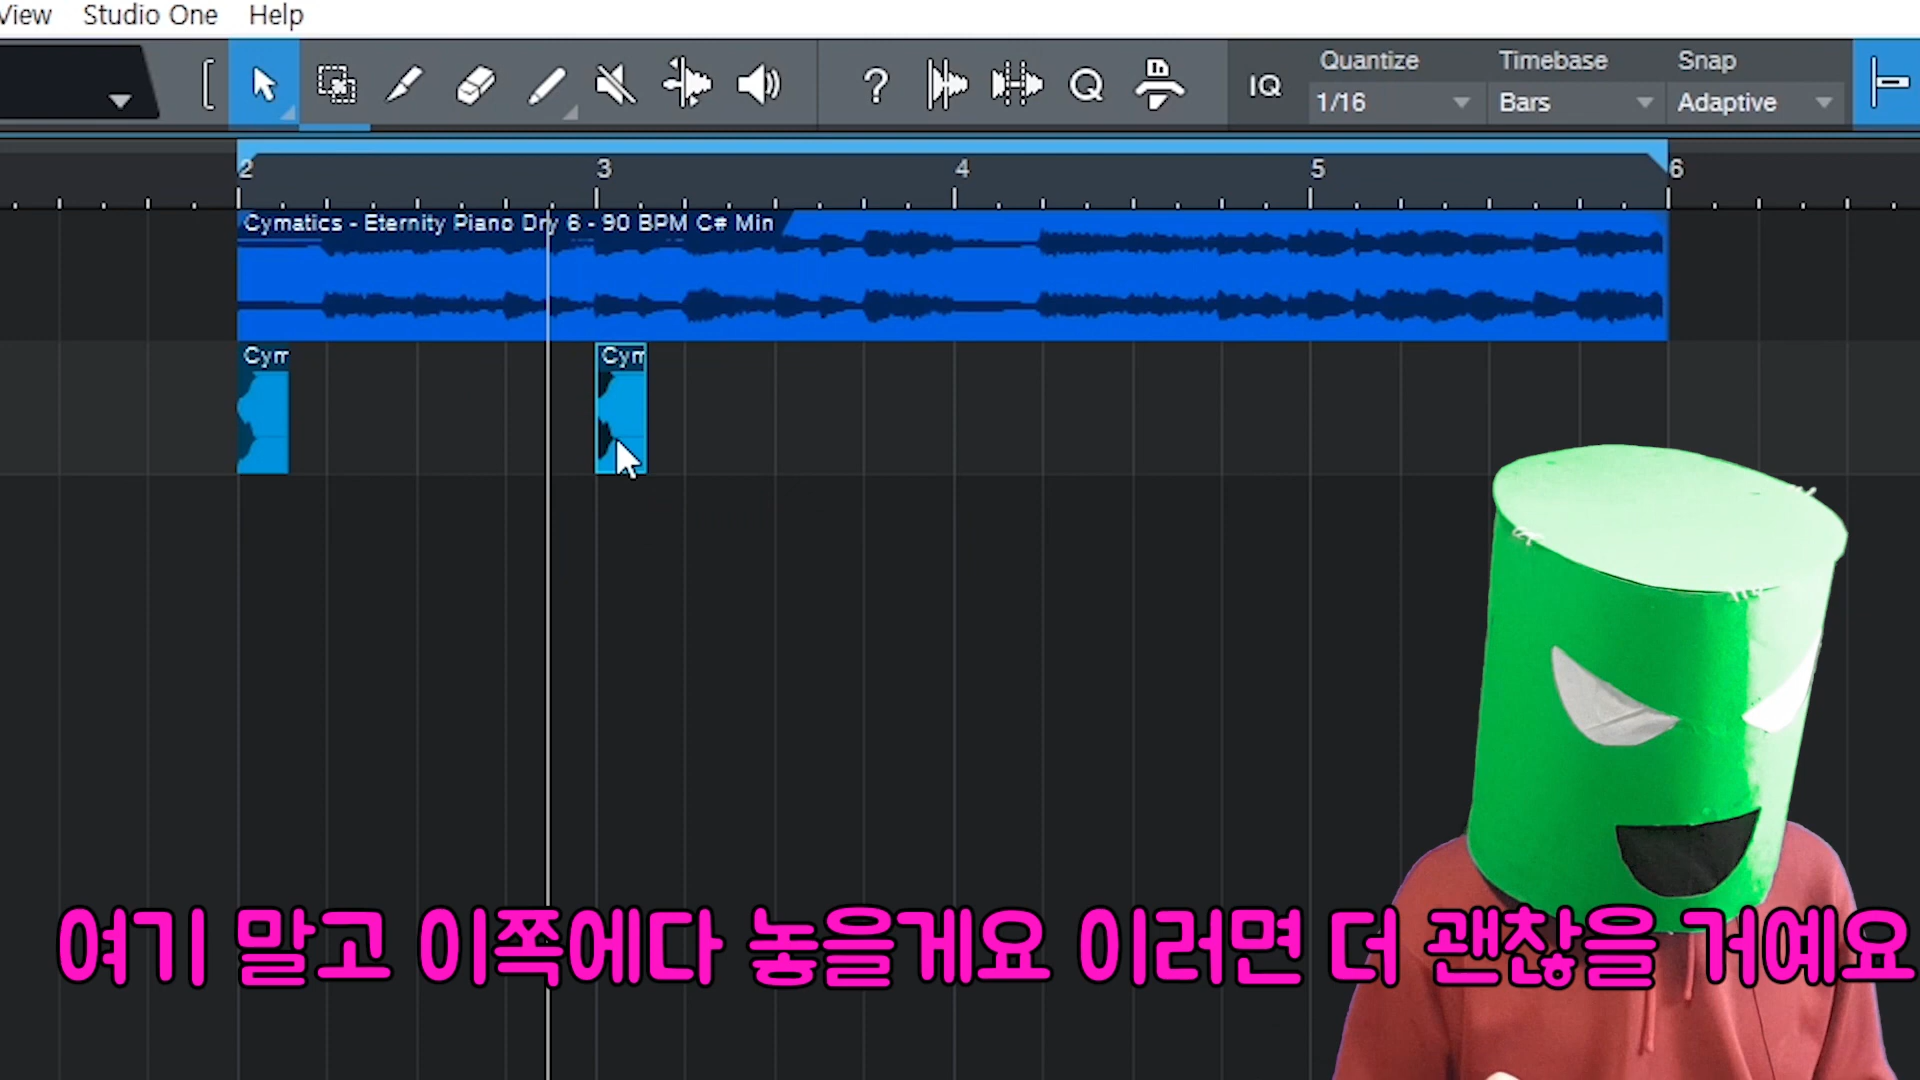 View Studio One Help
Quantize Timebase Snap
IQ 1/16 Bars Adaptive
2 3 4 5 6
Cymatics - Eternity Piano Dry 6 - 90 BPM C# Min
Cym Cym
여기 말고 이쪽에다 놓을게요 이러면 더 괜찮을 거예요